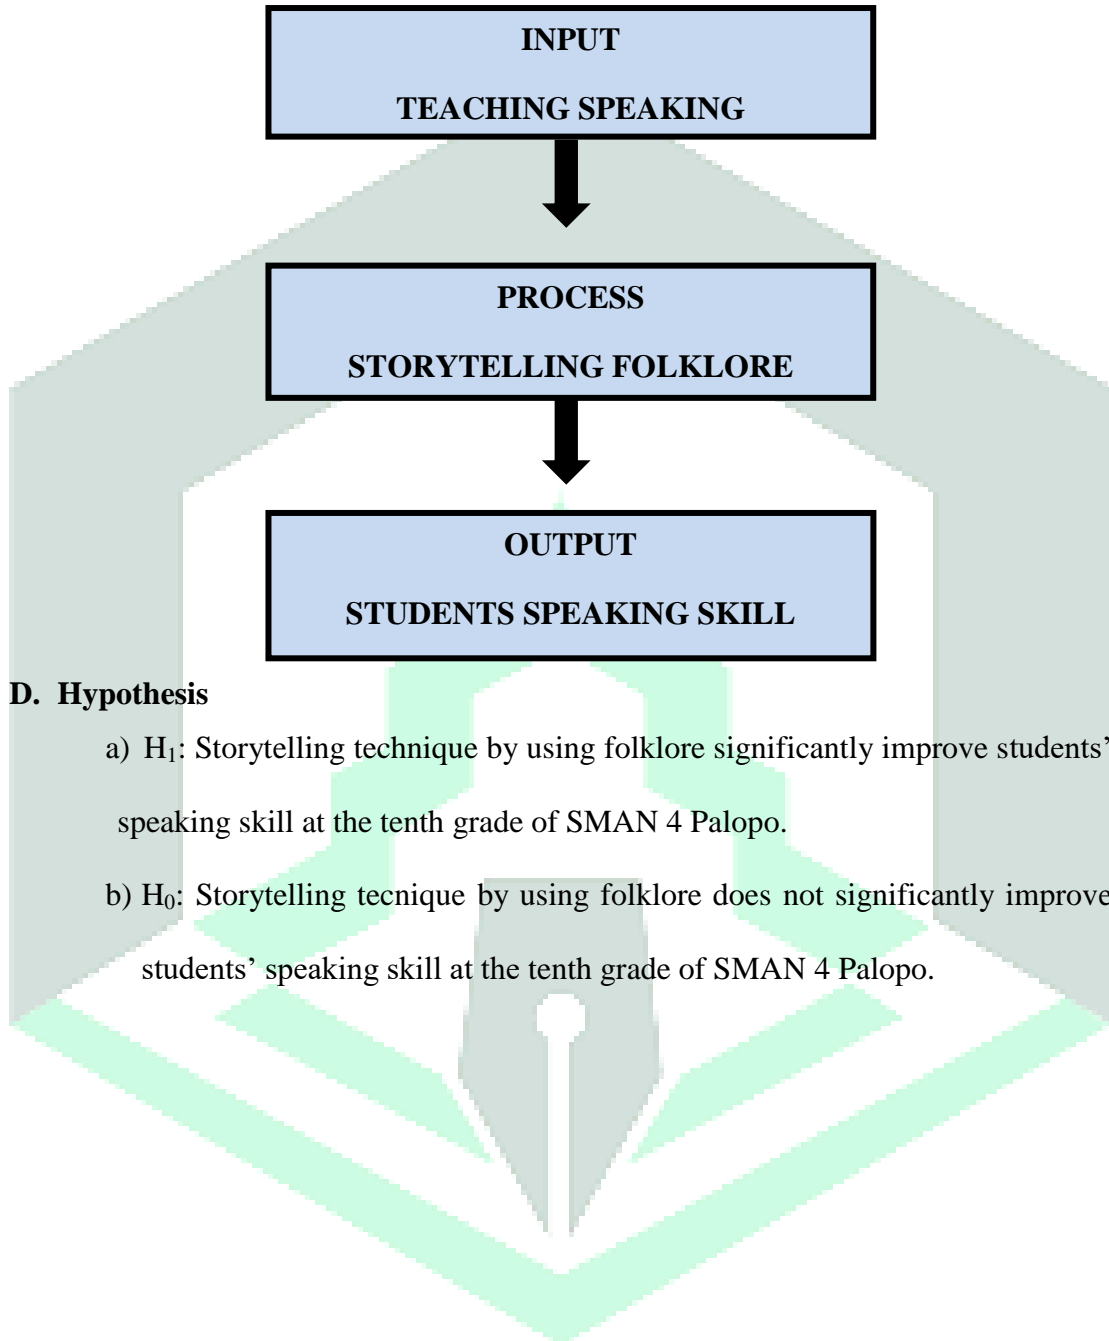 INPUT
TEACHING SPEAKING
PROCESS
STORYTELLING FOLKLORE
OUTPUT
STUDENTS SPEAKING SKILL
D. Hypothesis
a) H₁: Storytelling technique by using folklore significantly improve students’
speaking skill at the tenth grade of SMAN 4 Palopo.
b) H₀: Storytelling tecnique by using folklore does not significantly improve
students’ speaking skill at the tenth grade of SMAN 4 Palopo.